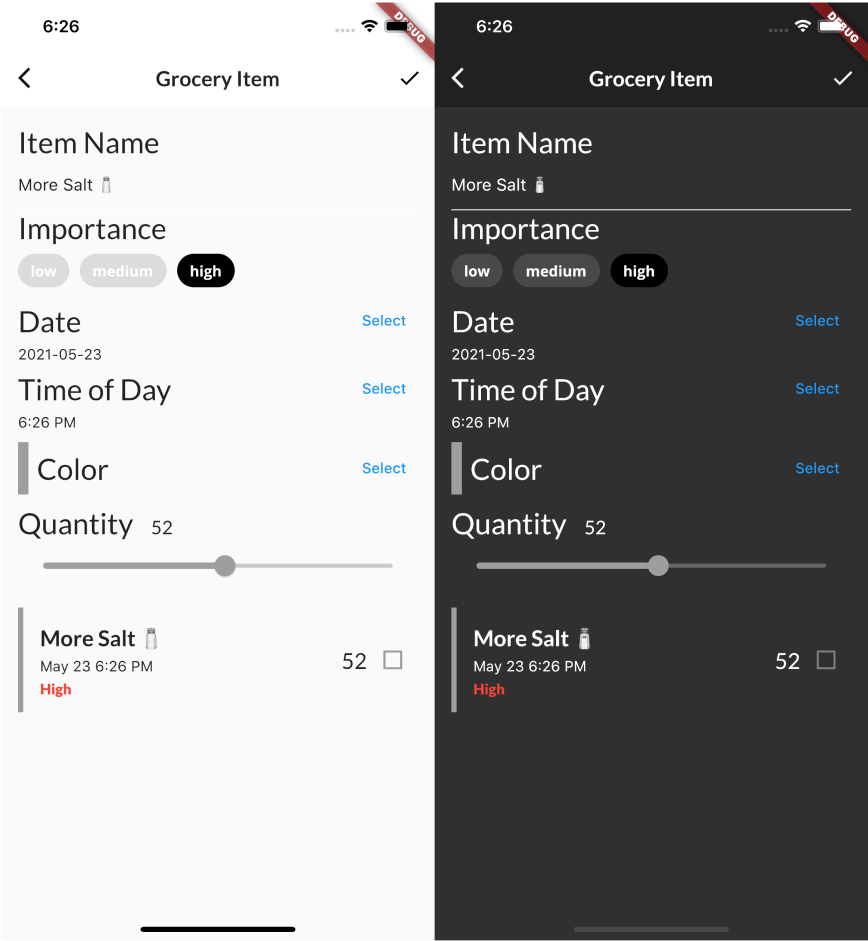 6:26
DEBUG
Grocery Item
Item Name
More Salt 🧂
Importance
low medium high
Date Select
2021-05-23
Time of Day Select
6:26 PM
Color Select
Quantity 52
More Salt 🧂
May 23 6:26 PM
High
52
6:26
DEBUG
Grocery Item
Item Name
More Salt 🧂
Importance
low medium high
Date Select
2021-05-23
Time of Day Select
6:26 PM
Color Select
Quantity 52
More Salt 🧂
May 23 6:26 PM
High
52